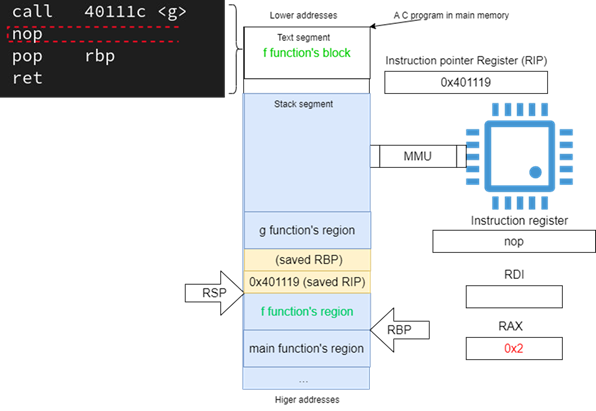 call 40111c <g>
nop
pop rbp
ret
Lower addresses
A C program in main memory
Text segment
f function's block
Instruction pointer Register (RIP)
0x401119
Stack segment
MMU
g function's region
Instruction register
nop
(saved RBP)
0x401119 (saved RIP)
RSP
RDI
f function's region
RBP
RAX
main function's region
0x2
...
Higer addresses